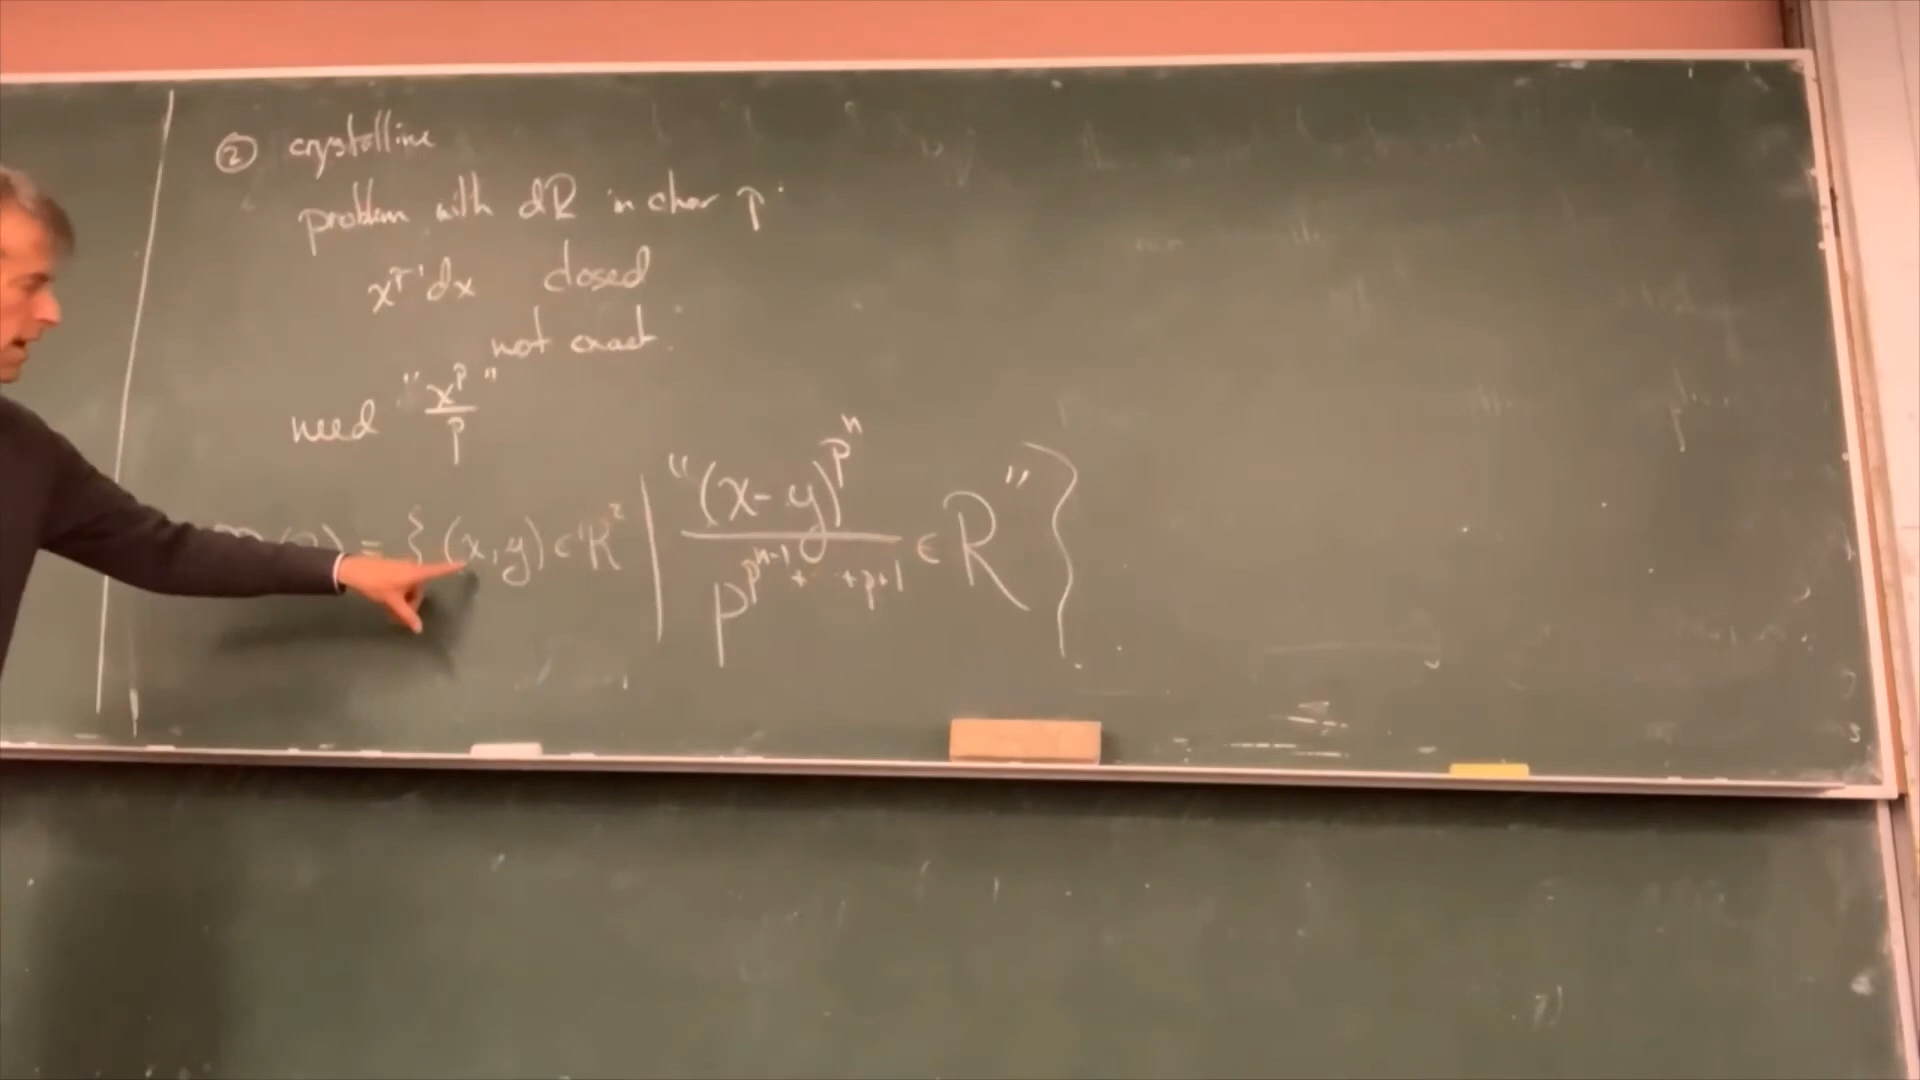 ② crystalline
problem with dR in char p.
x^{p-1}dx closed
not exact.
need "x^p/p"
= { (x,y) ∈ R^2 | "(x-y)^{p^n} / p^{p^{n-1}+ +p+1} ∈ R" }